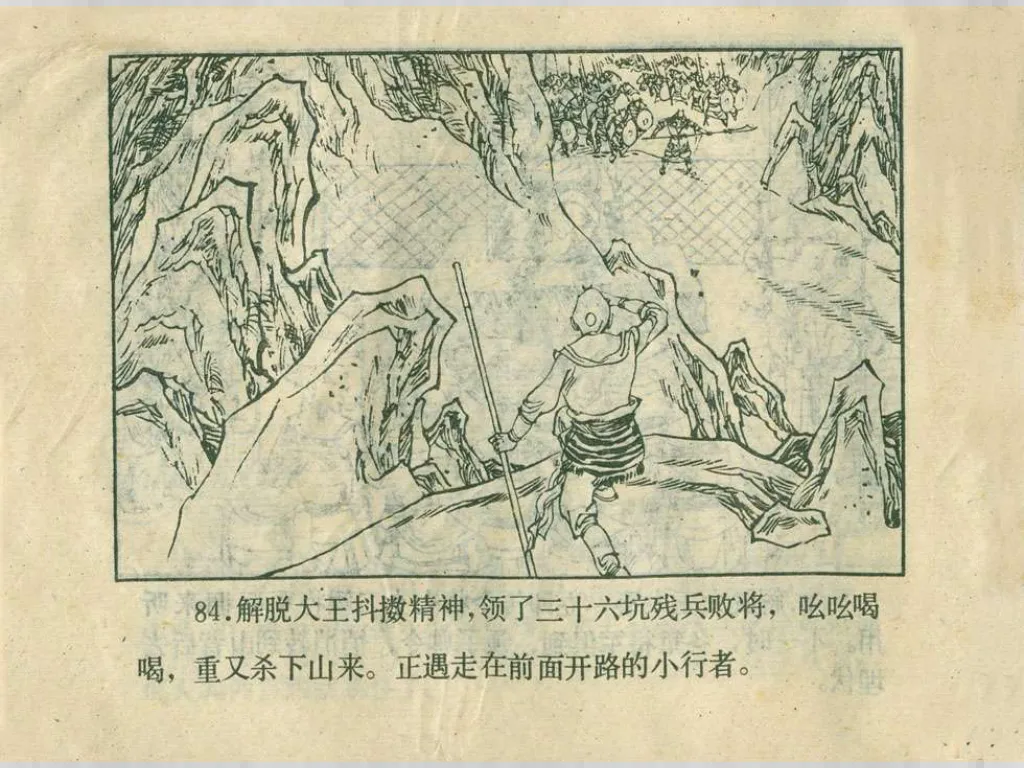 84.解脱大王抖擞精神,领了三十六坑残兵败将，吆吆喝
喝，重又杀下山来。正遇走在前面开路的小行者。